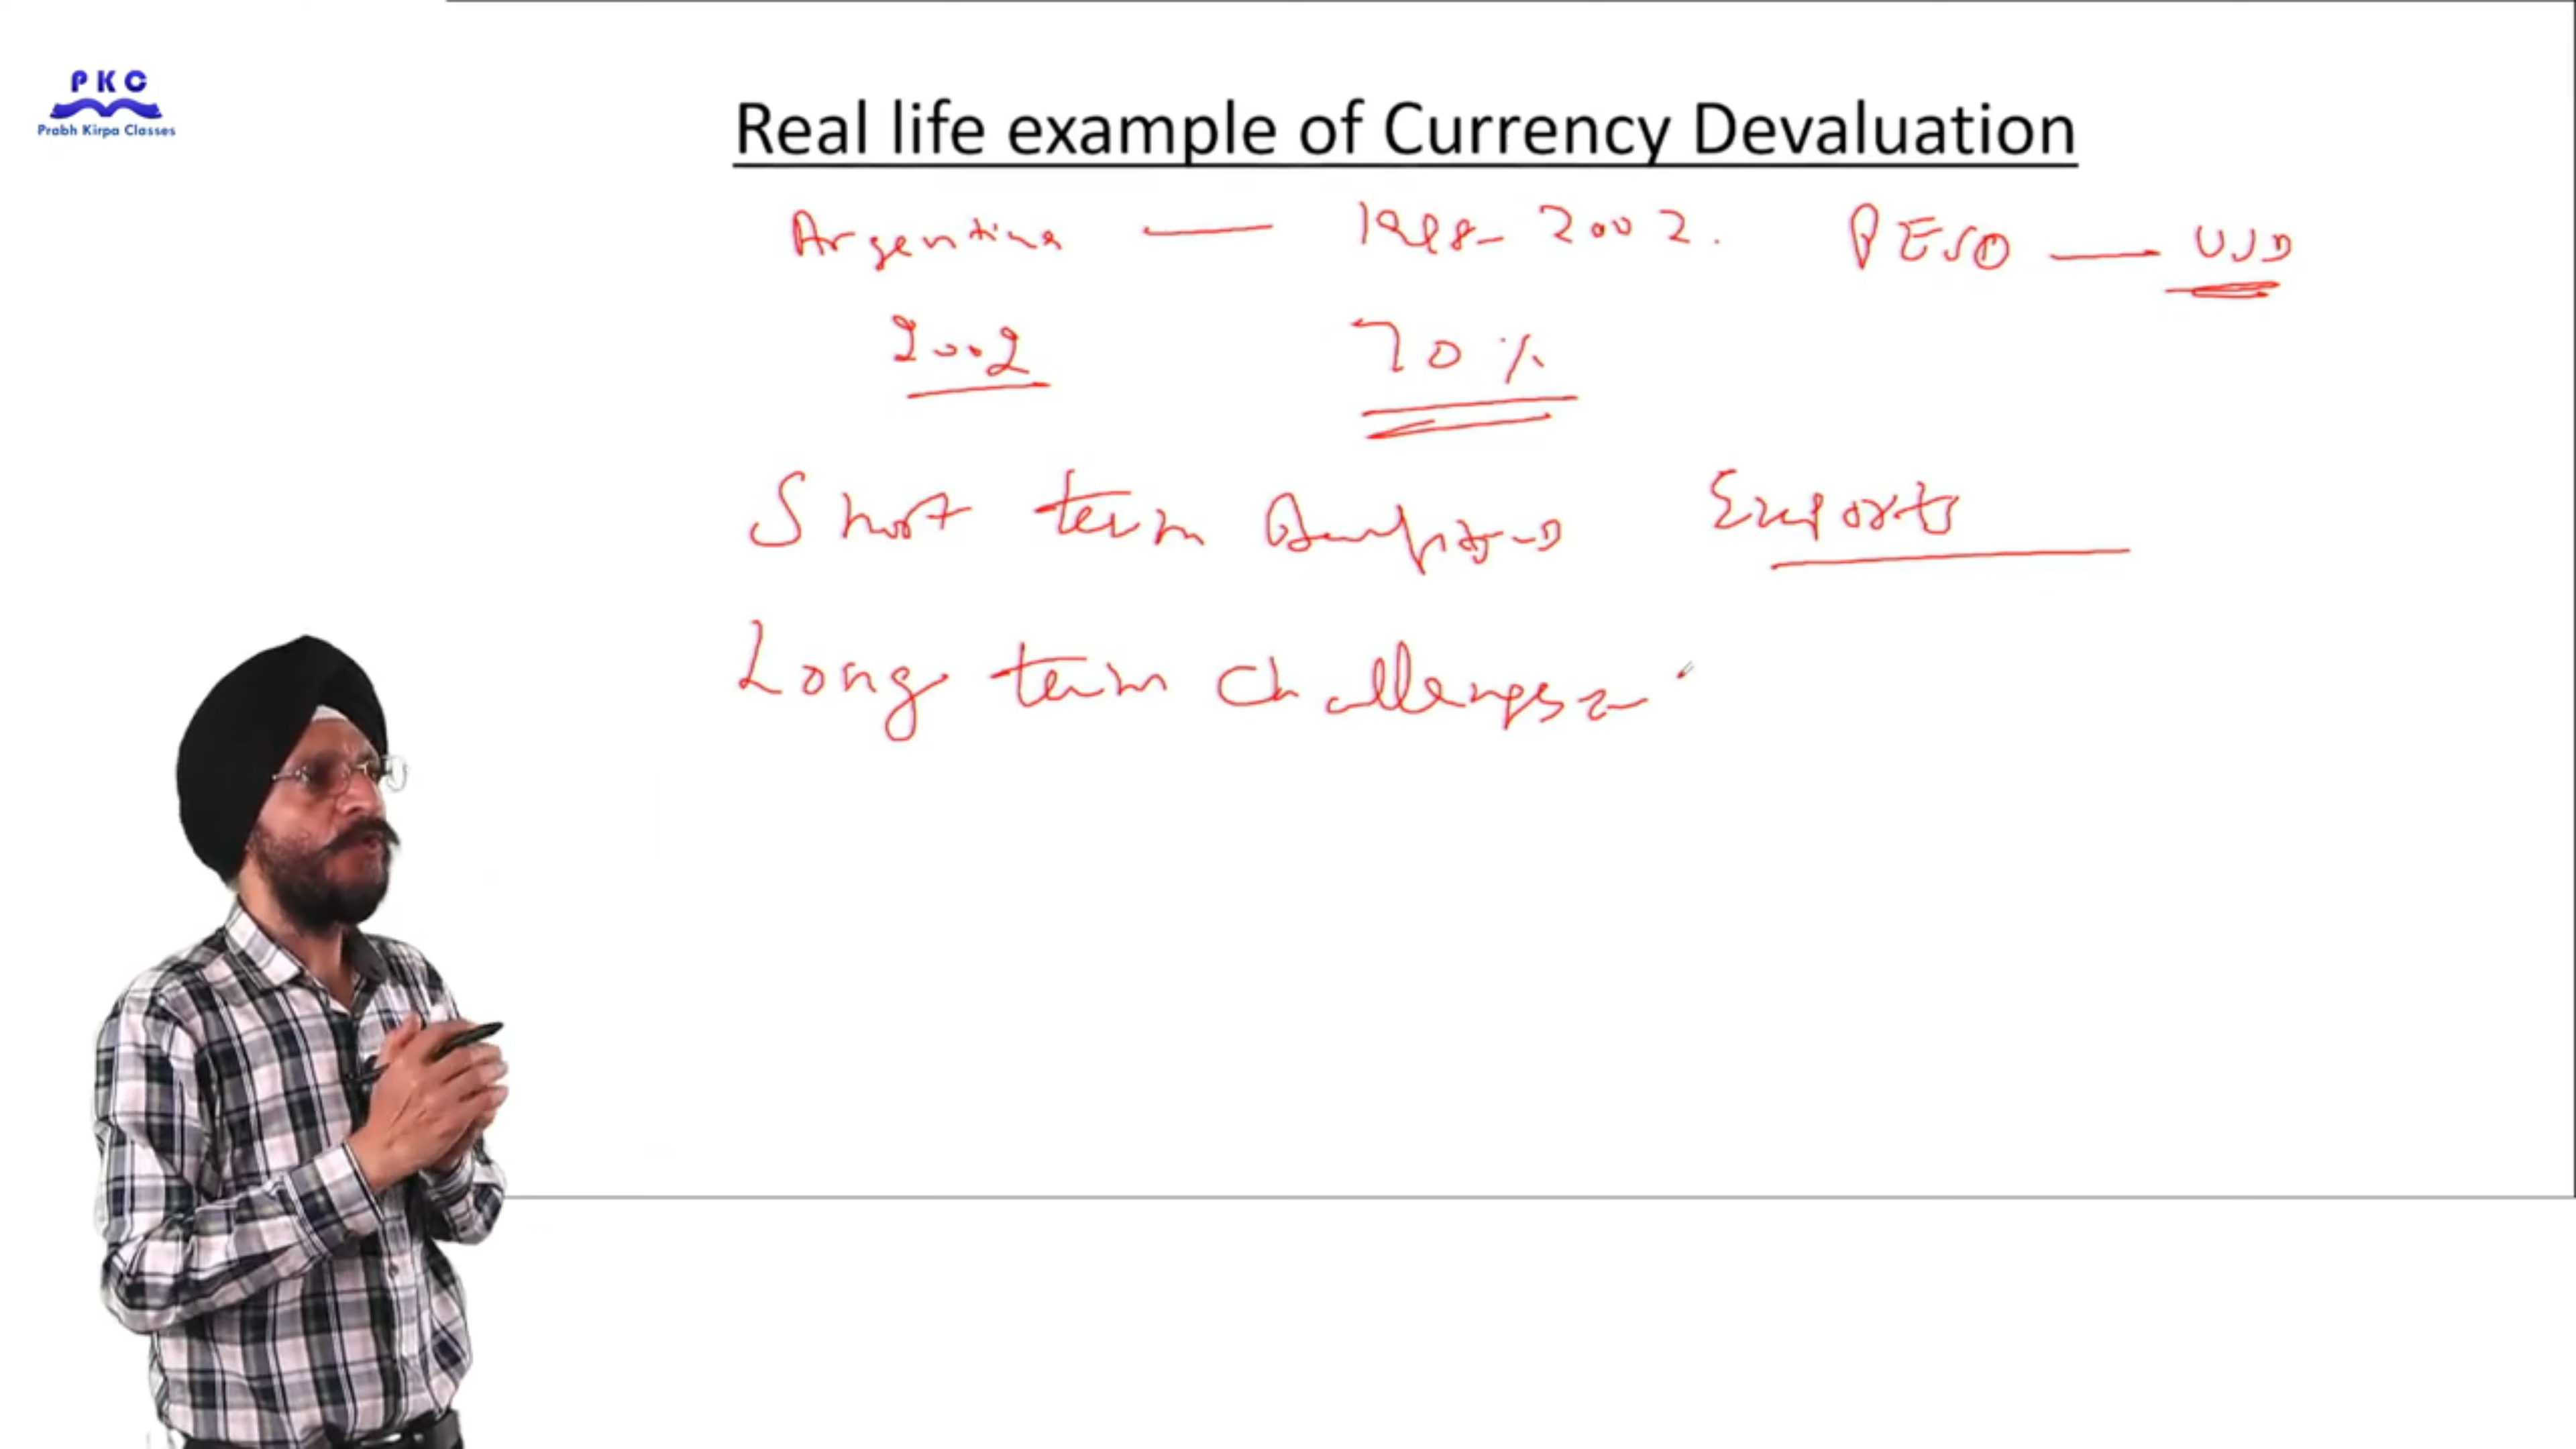 PKC
Prabh Kirpa Classes
Real life example of Currency Devaluation
Argentina — 1998- 2002. PESO — USD
2002 70%
Short term Exports
Long term challenges